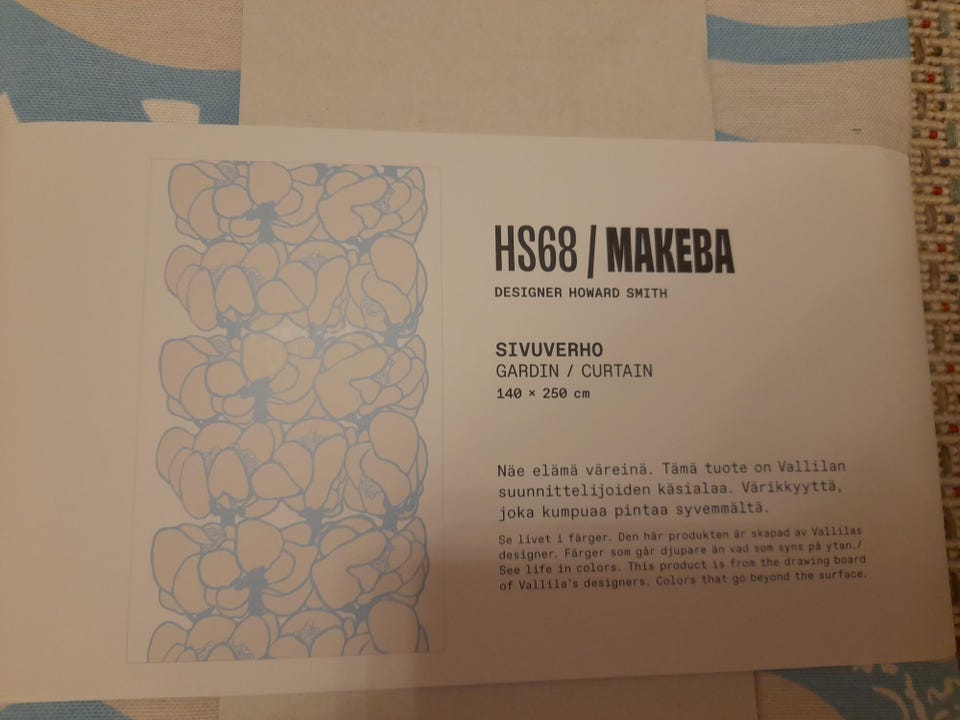 HS68 / MAKEBA
DESIGNER HOWARD SMITH
SIVUVERHO
GARDIN / CURTAIN
140 × 250 cm
Näe elämä väreinä. Tämä tuote on Vallilan
suunnittelijoiden käsialaa. Värikkyyttä,
joka kumpuaa pintaa syvemmältä.
Se livet i färger. Den här produkten är skapad av Vallilas
designer. Färger som går djupare än vad som syns på ytan./
See life in colors. This product is from the drawing board
of Vallila's designers. Colors that go beyond the surface.